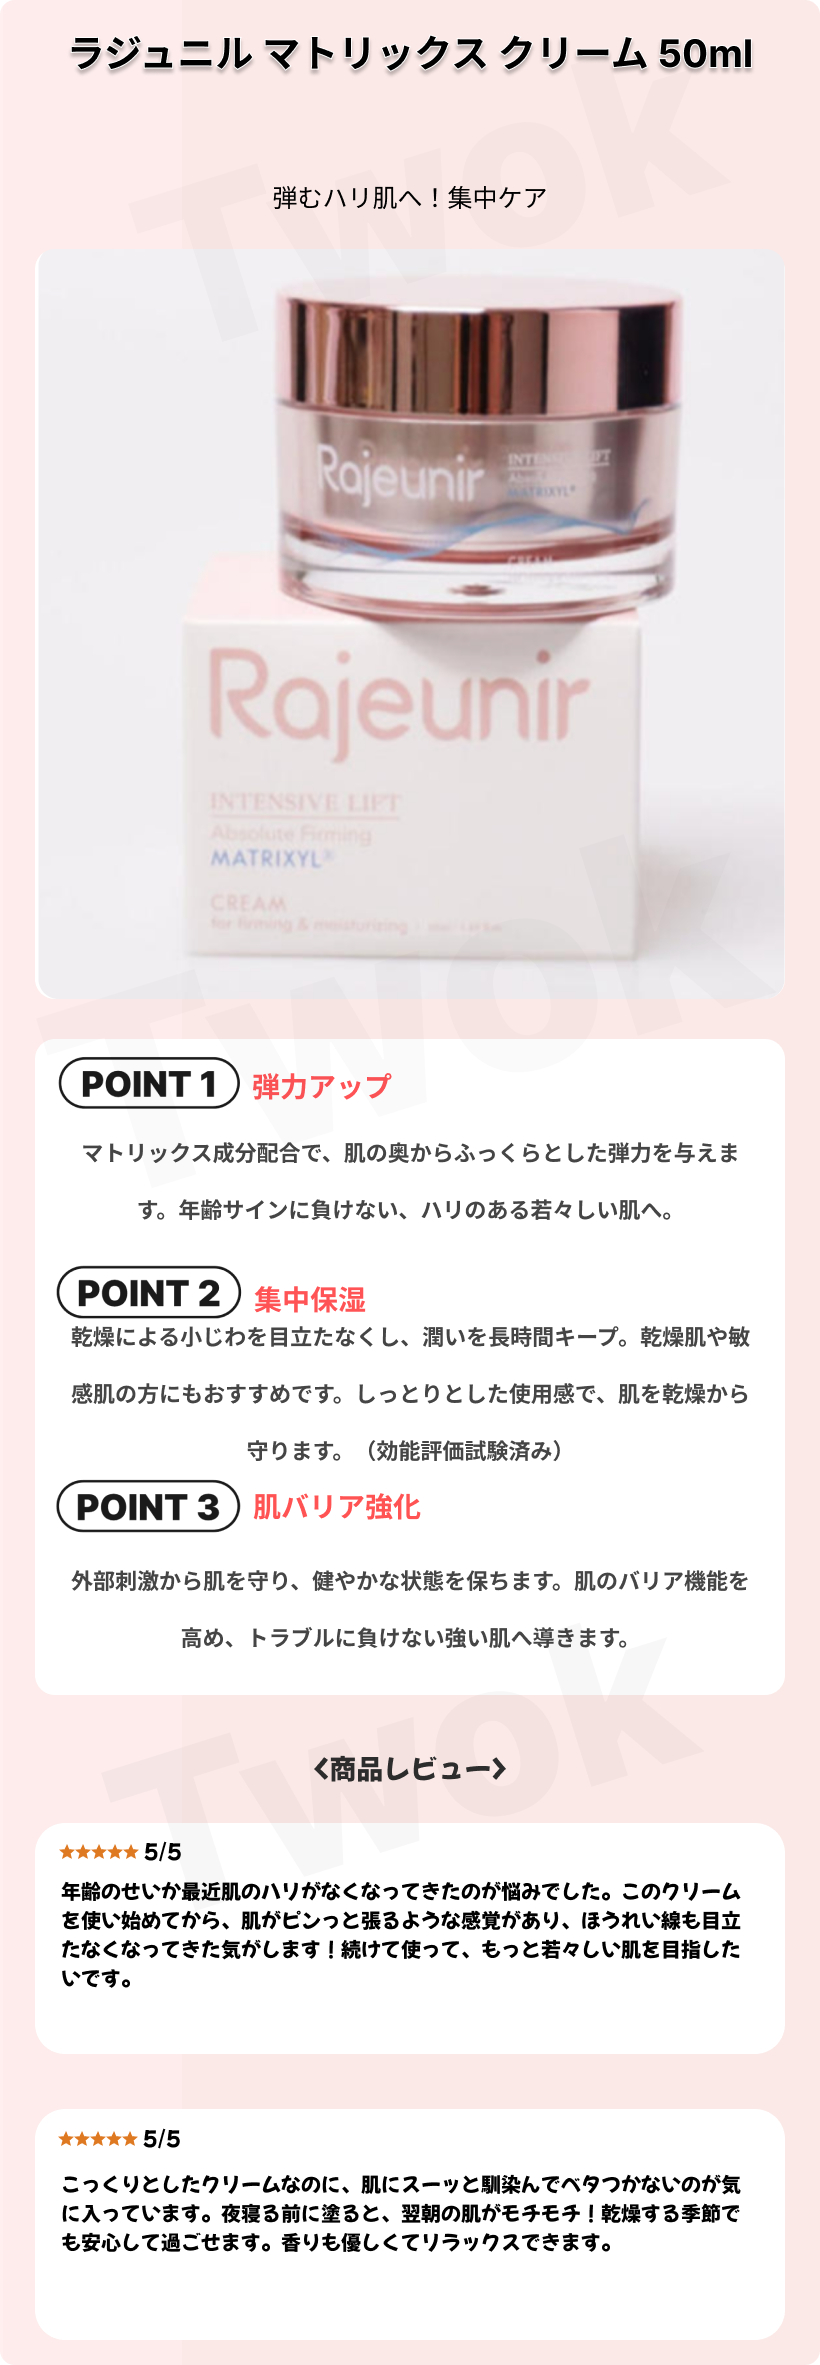 ラジュニル マトリックス クリーム 50ml
弾むハリ肌へ！集中ケア
Rajeunir
MATRIXYL®
Rajeunir
INTENSIVE LIFT
Absolute Firming
MATRIXYL®
CREAM
for firming & moisturizing
POINT 1 弾力アップ
マトリックス成分配合で、肌の奥からふっくらとした弾力を与えま
す。年齢サインに負けない、ハリのある若々しい肌へ。
POINT 2 集中保湿
乾燥による小じわを目立たなくし、潤いを長時間キープ。乾燥肌や敏
感肌の方にもおすすめです。しっとりとした使用感で、肌を乾燥から
守ります。（効能評価試験済み）
POINT 3 肌バリア強化
外部刺激から肌を守り、健やかな状態を保ちます。肌のバリア機能を
高め、トラブルに負けない強い肌へ導きます。
<商品レビュー>
★★★★★ 5/5
年齢のせいか最近肌のハリがなくなってきたのが悩みでした。このクリーム
を使い始めてから、肌がピンっと張るような感覚があり、ほうれい線も目立
たなくなってきた気がします！続けて使って、もっと若々しい肌を目指した
いです。
★★★★★ 5/5
こっくりとしたクリームなのに、肌にスーッと馴染んでベタつかないのが気
に入っています。夜寝る前に塗ると、翌朝の肌がモチモチ！乾燥する季節で
も安心して過ごせます。香りも優しくてリラックスできます。
Twok
Twok
Twok